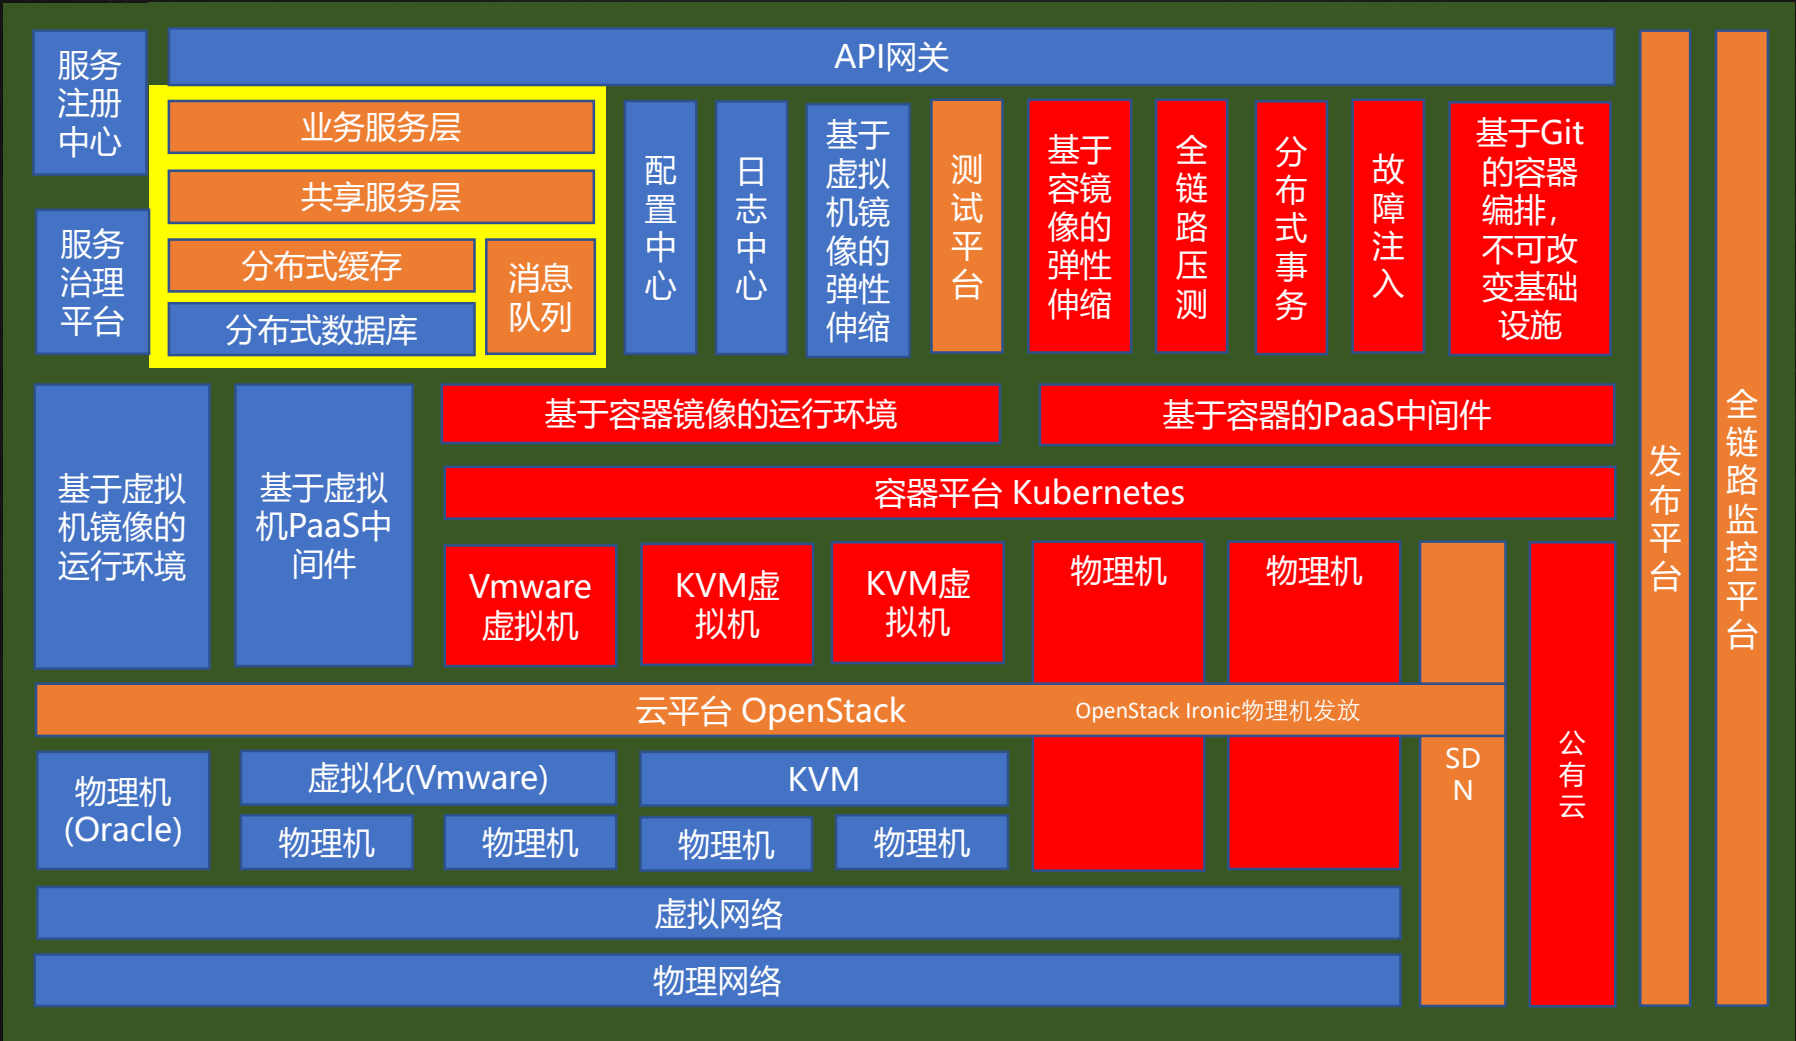 服务
注册
中心
API网关
服务
治理
平台
业务服务层
共享服务层
分布式缓存
消息
队列
分布式数据库
配
置
中
心
日
志
中
心
基于
虚拟
机镜
像的
弹性
伸缩
测
试
平
台
基于
容镜
像的
弹性
伸缩
全
链
路
压
测
分
布
式
事
务
故
障
注
入
基于Git
的容器
编排，
不可改
变基础
设施
发
布
平
台
全
链
路
监
控
平
台
基于虚拟
机镜像的
运行环境
基于虚拟
机PaaS中
间件
基于容器镜像的运行环境
基于容器的PaaS中间件
容器平台 Kubernetes
Vmware
虚拟机
KVM虚
拟机
KVM虚
拟机
物理机
物理机
云平台 OpenStack
OpenStack Ironic物理机发放
SD
N
公
有
云
物理机
(Oracle)
虚拟化(Vmware)
KVM
物理机
物理机
物理机
物理机
虚拟网络
物理网络